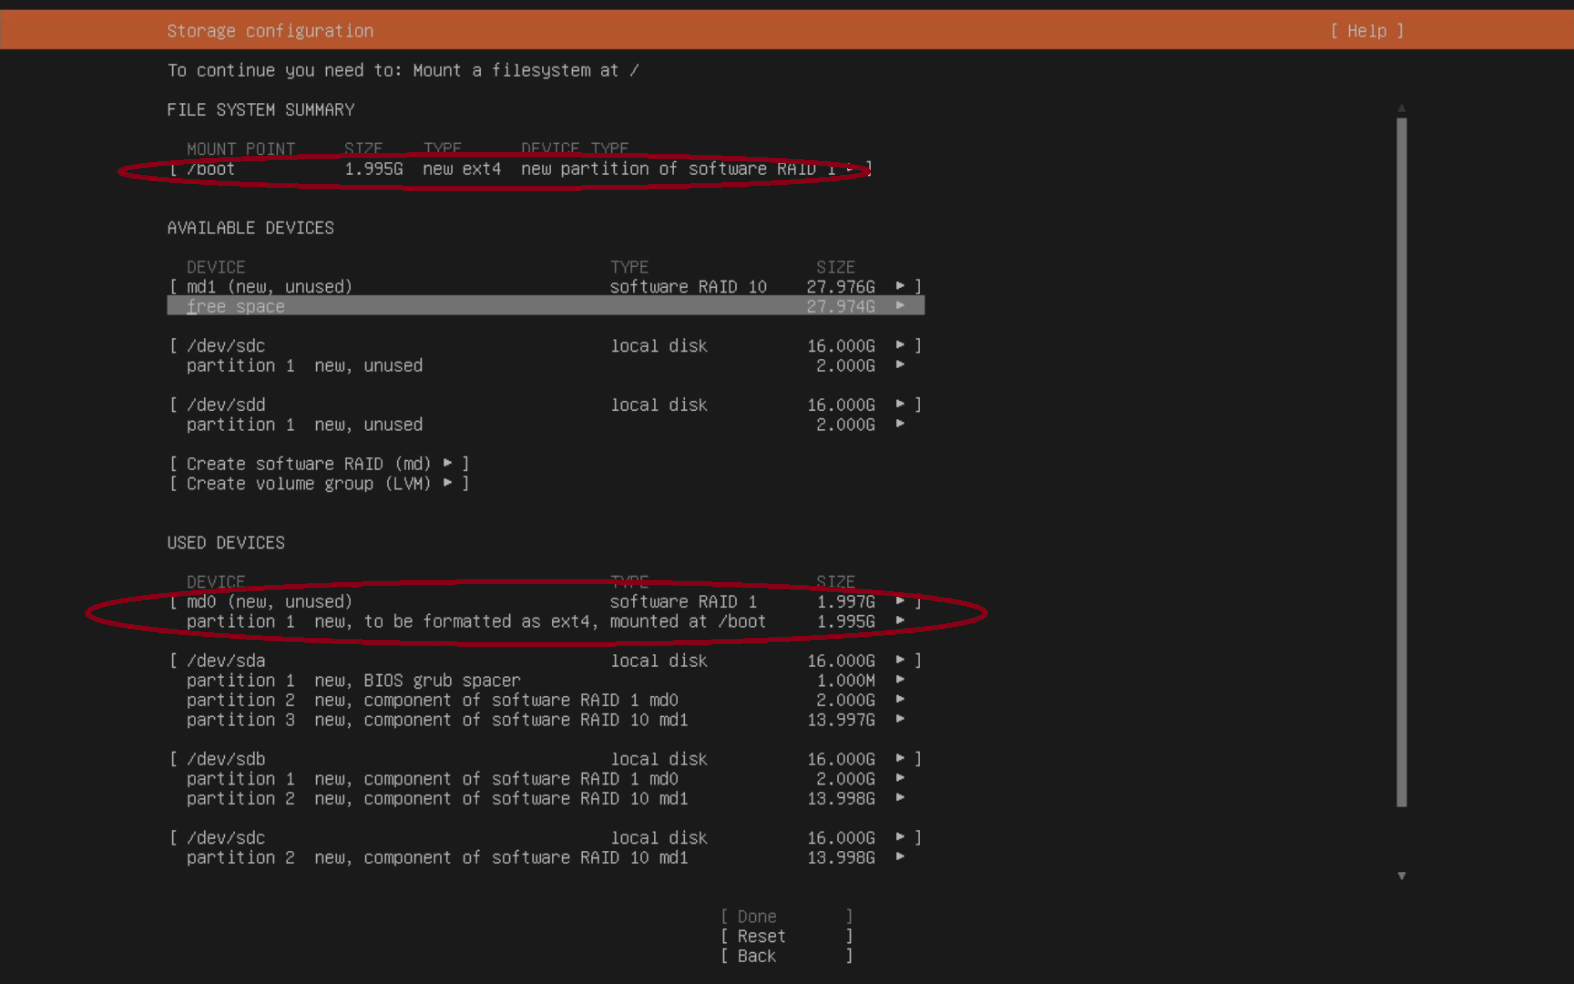 Storage configuration [ Help ]
To continue you need to: Mount a filesystem at /
FILE SYSTEM SUMMARY
MOUNT POINT SIZE TYPE DEVICE TYPE
[ /boot 1.995G new ext4 new partition of software RAID 1 ▸ ]
AVAILABLE DEVICES
DEVICE TYPE SIZE
[ md1 (new, unused) software RAID 10 27.976G ▸ ]
free space 27.974G ▸
[ /dev/sdc local disk 16.000G ▸ ]
partition 1 new, unused 2.000G ▸
[ /dev/sdd local disk 16.000G ▸ ]
partition 1 new, unused 2.000G ▸
[ Create software RAID (md) ▸ ]
[ Create volume group (LVM) ▸ ]
USED DEVICES
DEVICE TYPE SIZE
[ md0 (new, unused) software RAID 1 1.997G ▸ ]
partition 1 new, to be formatted as ext4, mounted at /boot 1.995G ▸
[ /dev/sda local disk 16.000G ▸ ]
partition 1 new, BIOS grub spacer 1.000M ▸
partition 2 new, component of software RAID 1 md0 2.000G ▸
partition 3 new, component of software RAID 10 md1 13.997G ▸
[ /dev/sdb local disk 16.000G ▸ ]
partition 1 new, component of software RAID 1 md0 2.000G ▸
partition 2 new, component of software RAID 10 md1 13.998G ▸
[ /dev/sdc local disk 16.000G ▸ ]
partition 2 new, component of software RAID 10 md1 13.998G ▸
[ Done ]
[ Reset ]
[ Back ]